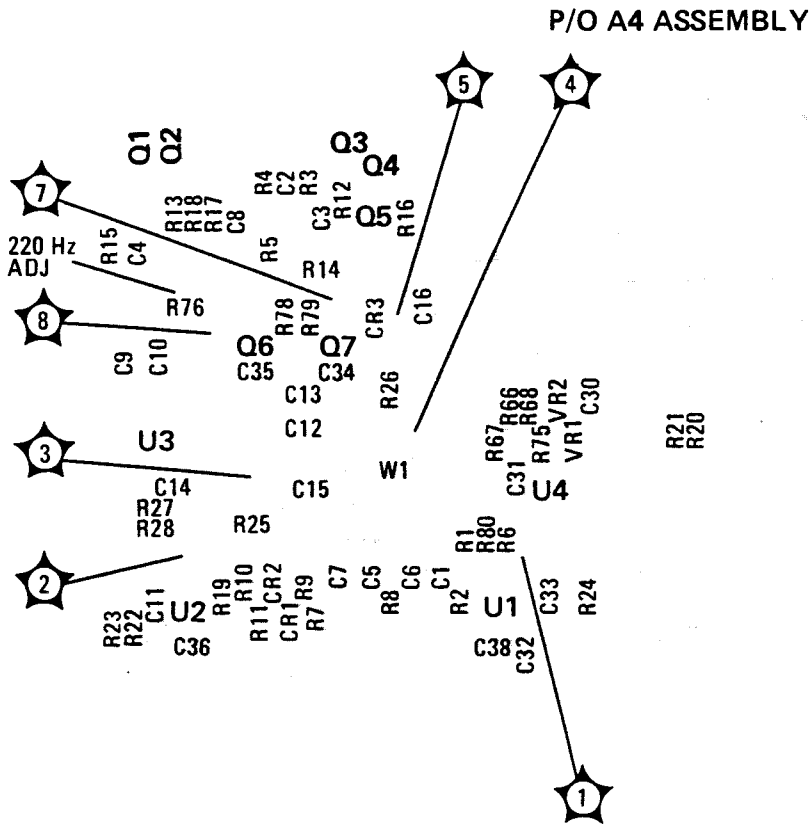 P/O A4 ASSEMBLY
5
4
Q1
Q2
Q3
Q4
7
R4
C2
R3
R12
C3
Q5
R16
R13
R18
R17
C8
220 Hz
ADJ
R15
C4
R5
R14
R76
R78
R79
CR3
C16
8
C9
C10
Q6
Q7
C35
C34
C13
R26
R66
R68
VR2
C30
C12
R67
R75
VR1
R21
R20
3
U3
W1
C14
C15
C31
U4
R27
R28
R25
R1
R80
R6
2
R23
R22
C11
U2
C36
R19
R10
CR2
R9
R11
CR1
R7
C7
C5
R8
C6
C1
R2
U1
C33
R24
C38
C32
1